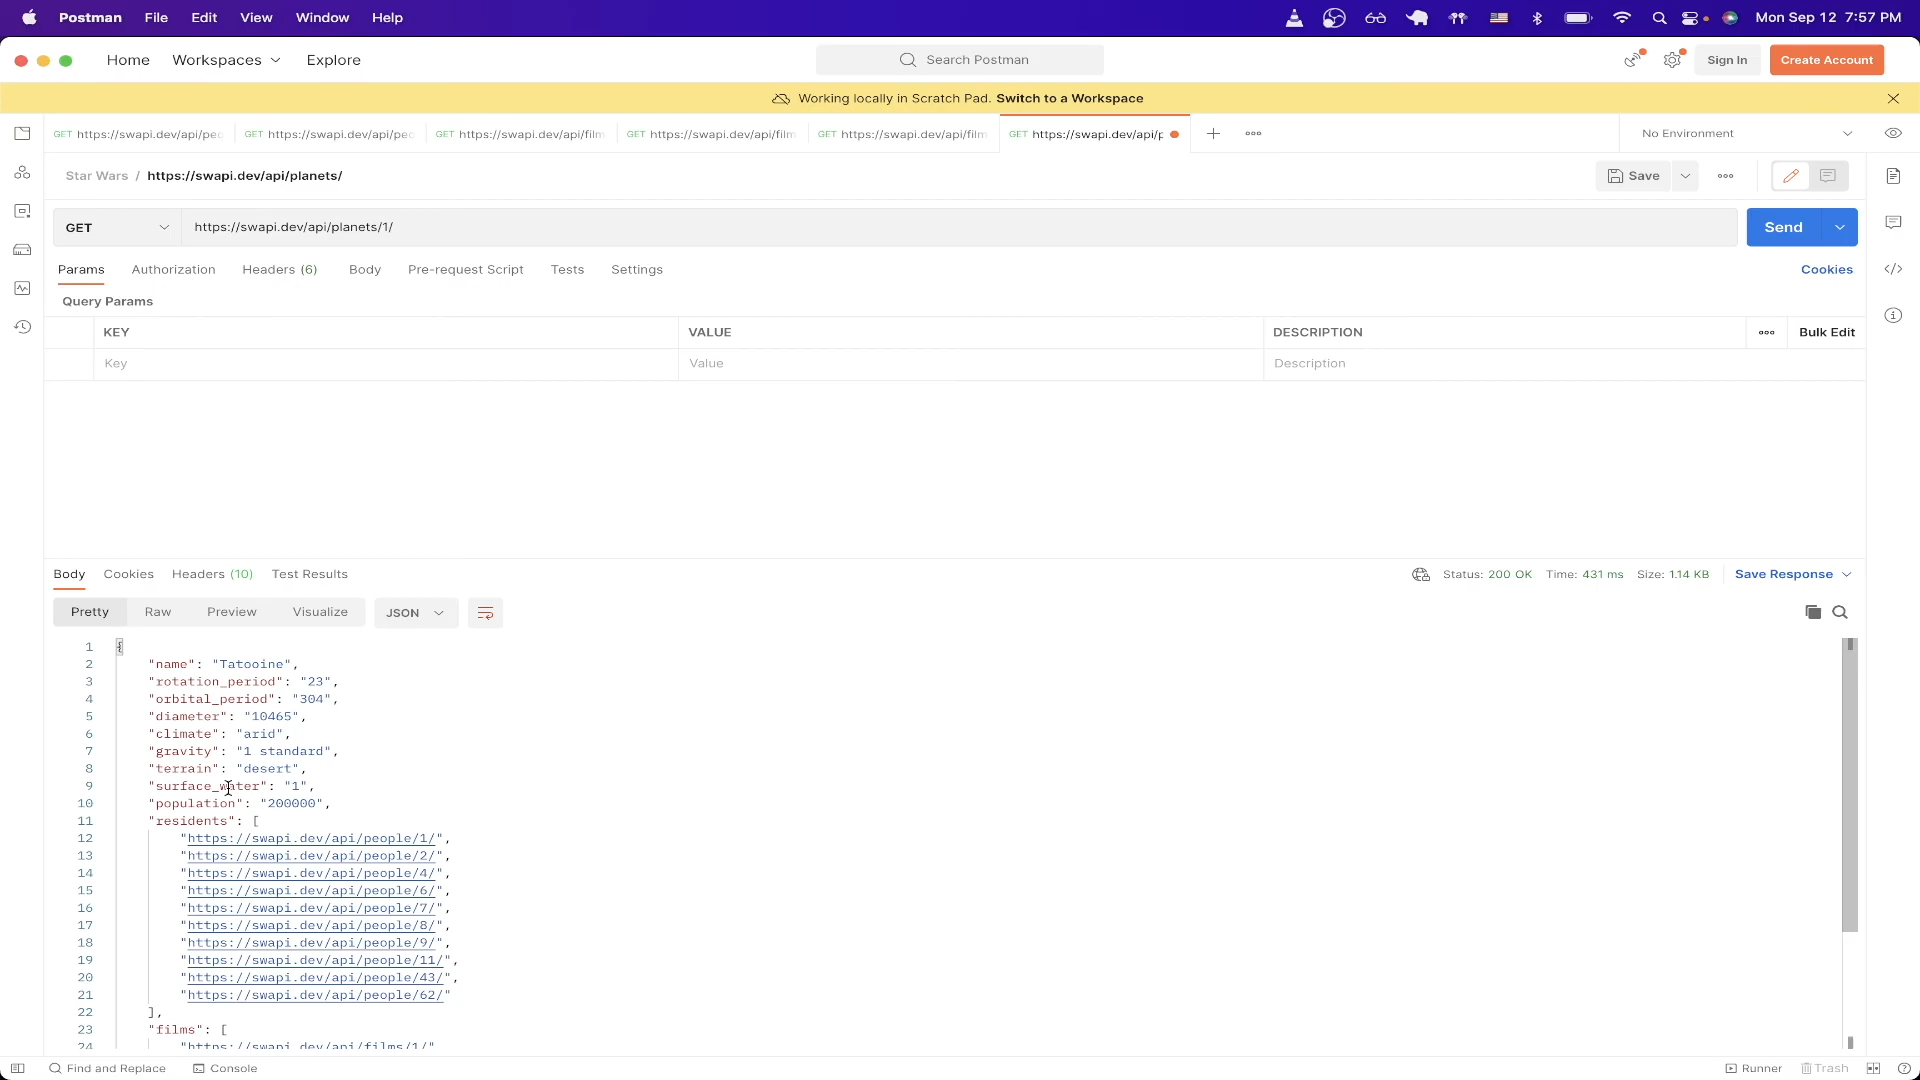 Postman File Edit View Window Help Mon Sep 12 7:57 PM
Home Workspaces Explore Search Postman Sign In Create Account
Working locally in Scratch Pad. Switch to a Workspace
GET https://swapi.dev/api/peo GET https://swapi.dev/api/peo GET https://swapi.dev/api/film GET https://swapi.dev/api/film GET https://swapi.dev/api/film GET https://swapi.dev/api/p No Environment
Star Wars / https://swapi.dev/api/planets/ Save
GET https://swapi.dev/api/planets/1/ Send
Params Authorization Headers (6) Body Pre-request Script Tests Settings Cookies
Query Params
KEY VALUE DESCRIPTION Bulk Edit
Key Value Description
Body Cookies Headers (10) Test Results Status: 200 OK Time: 431 ms Size: 1.14 KB Save Response
Pretty Raw Preview Visualize JSON
1 {
2 "name": "Tatooine",
3 "rotation_period": "23",
4 "orbital_period": "304",
5 "diameter": "10465",
6 "climate": "arid",
7 "gravity": "1 standard",
8 "terrain": "desert",
9 "surface_water": "1",
10 "population": "200000",
11 "residents": [
12 "https://swapi.dev/api/people/1/",
13 "https://swapi.dev/api/people/2/",
14 "https://swapi.dev/api/people/4/",
15 "https://swapi.dev/api/people/6/",
16 "https://swapi.dev/api/people/7/",
17 "https://swapi.dev/api/people/8/",
18 "https://swapi.dev/api/people/9/",
19 "https://swapi.dev/api/people/11/",
20 "https://swapi.dev/api/people/43/",
21 "https://swapi.dev/api/people/62/"
22 ],
23 "films": [
24 "https://swapi.dev/api/films/1/"
Find and Replace Console Runner Trash